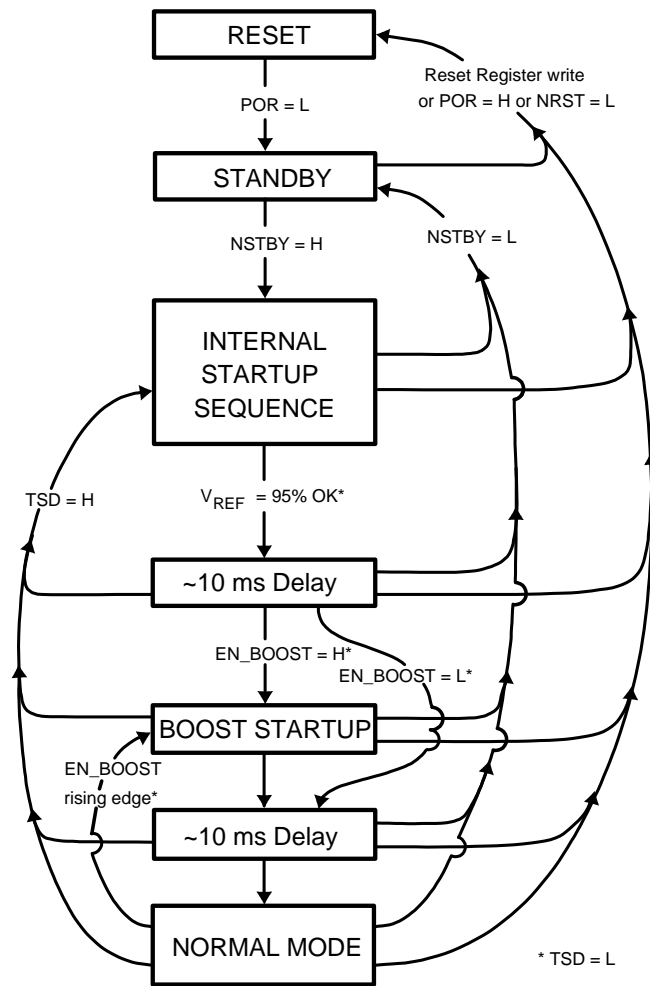 RESET
Reset Register write
or POR = H or NRST = L
POR = L
STANDBY
NSTBY = H
NSTBY = L
INTERNAL
STARTUP
SEQUENCE
TSD = H
VREF = 95% OK*
~10 ms Delay
EN_BOOST = H*
EN_BOOST = L*
BOOST STARTUP
EN_BOOST
rising edge*
~10 ms Delay
NORMAL MODE
* TSD = L